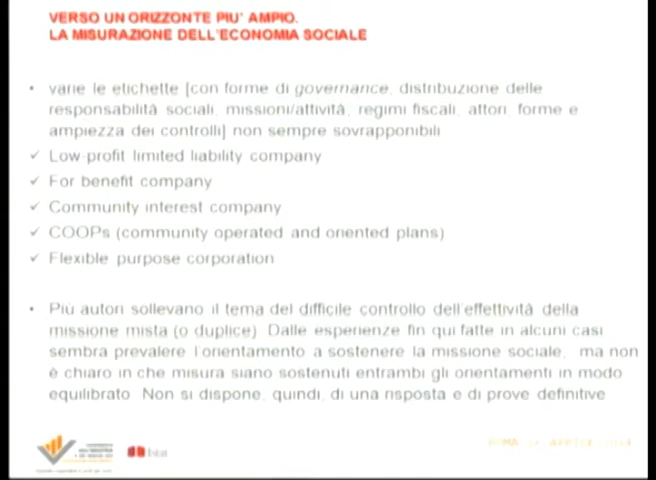 VERSO UN ORIZZONTE PIU' AMPIO.
LA MISURAZIONE DELL'ECONOMIA SOCIALE
• varie le etichette [con forme di governance, distribuzione delle
responsabilità sociali, missioni/attività, regimi fiscali, attori, forme e
ampiezza dei controlli] non sempre sovrapponibili
✓ Low-profit limited liability company
✓ For benefit company
✓ Community interest company
✓ COOPs (community operated and oriented plans)
✓ Flexible purpose corporation
• Più autori sollevano il tema del difficile controllo dell'effettività della
missione mista (o duplice). Dalle esperienze fin qui fatte in alcuni casi
sembra prevalere l'orientamento a sostenere la missione sociale, ma non
è chiaro in che misura siano sostenuti entrambi gli orientamenti in modo
equilibrato. Non si dispone, quindi, di una risposta e di prove definitive
ROMA